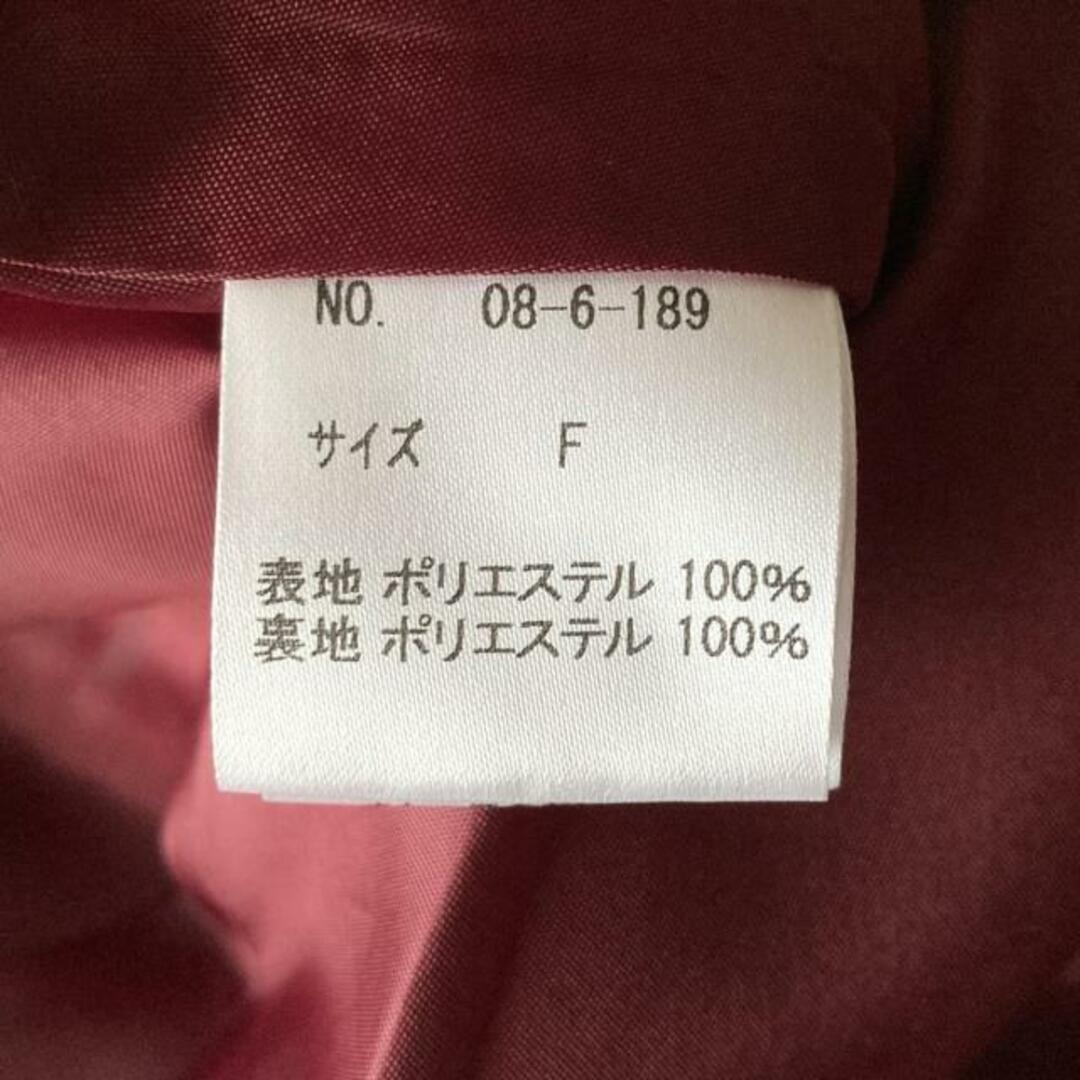 NO. 08-6-189
サイズ F
表地 ポリエステル 100%
裏地 ポリエステル 100%